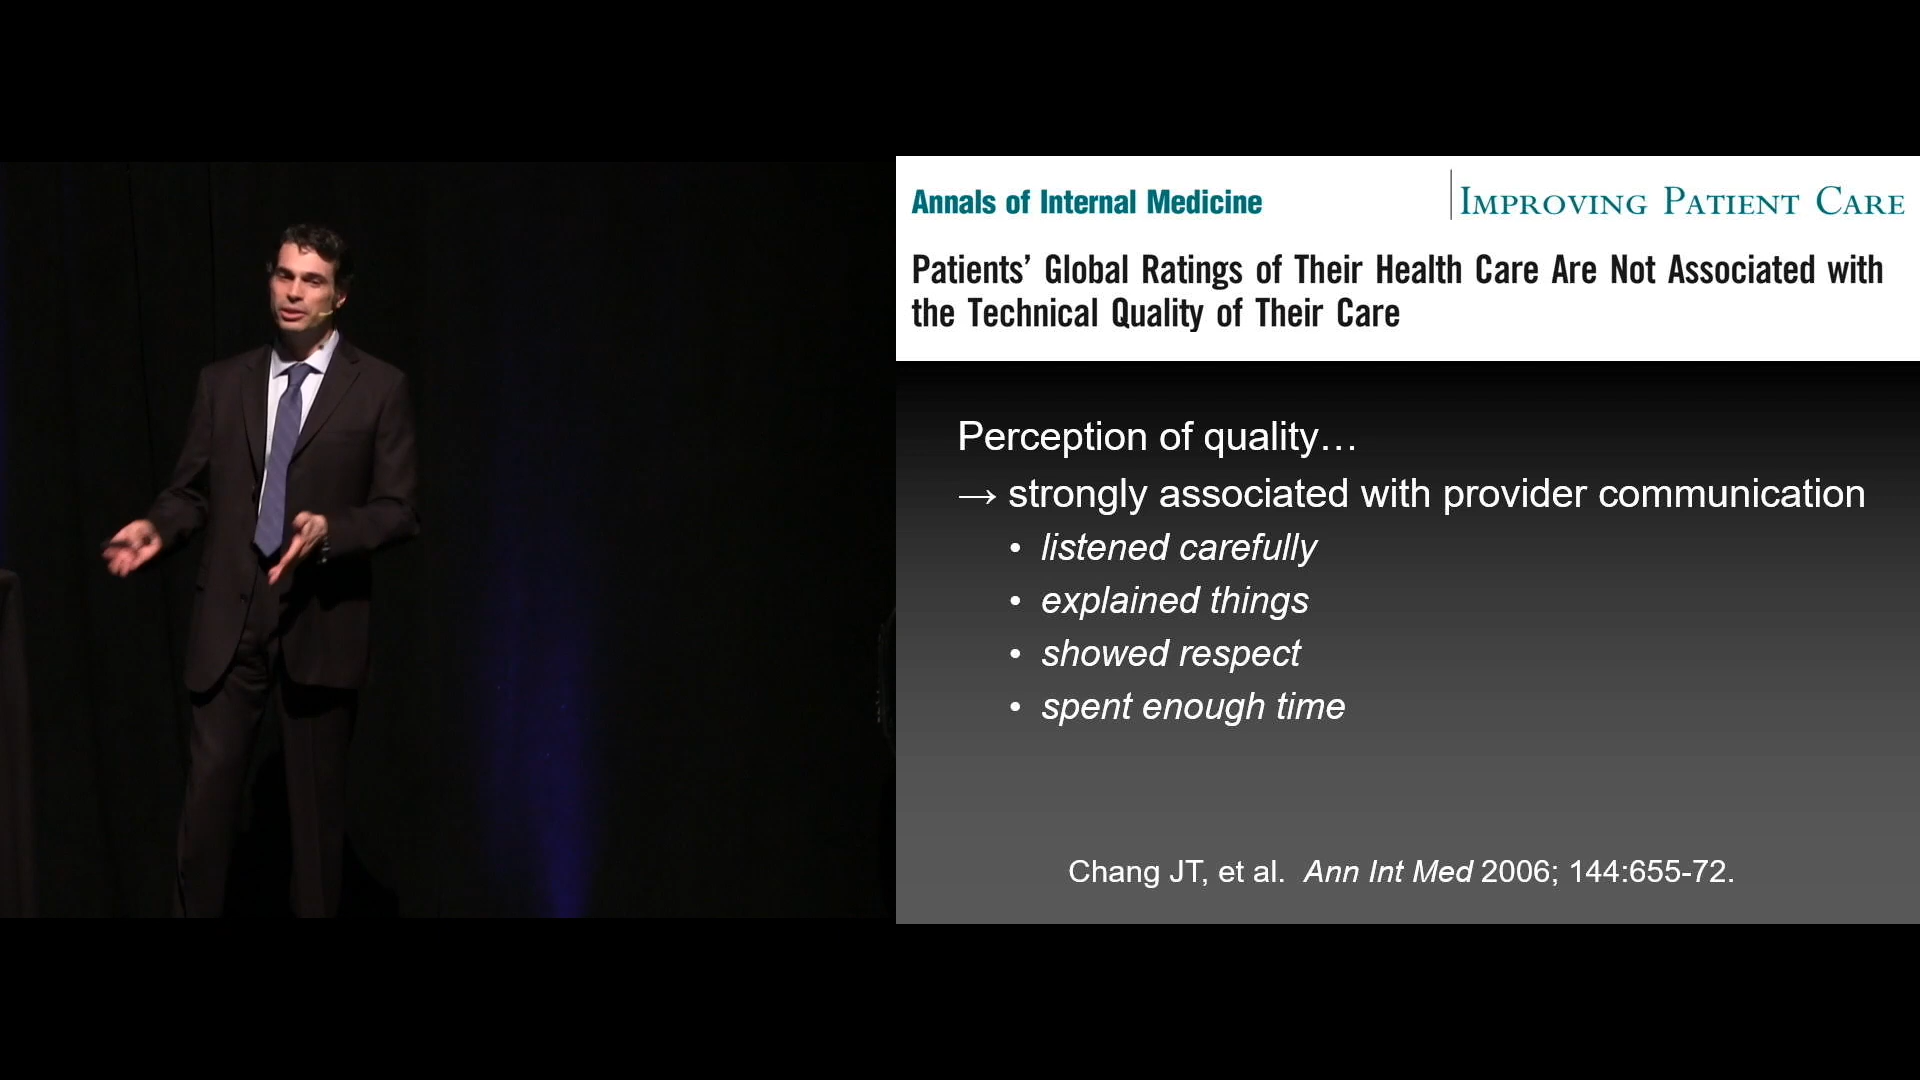 Annals of Internal Medicine
IMPROVING PATIENT CARE
Patients’ Global Ratings of Their Health Care Are Not Associated with
the Technical Quality of Their Care
Perception of quality…
→ strongly associated with provider communication
• listened carefully
• explained things
• showed respect
• spent enough time
Chang JT, et al. Ann Int Med 2006; 144:655-72.